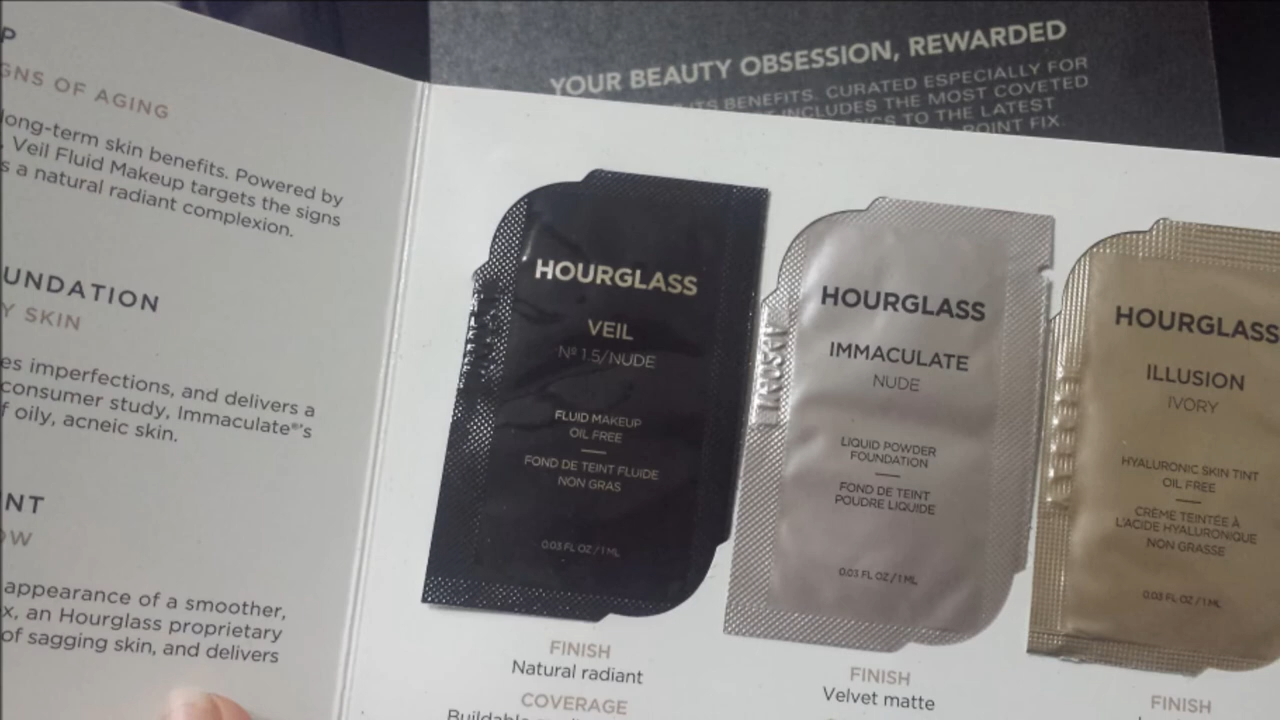 P
GNS OF AGING
long-term skin benefits. Powered by
Veil Fluid Makeup targets the signs
s a natural radiant complexion.
UNDATION
Y SKIN
es imperfections, and delivers a
consumer study, Immaculate®'s
f oily, acneic skin.
NT
OW
appearance of a smoother,
x, an Hourglass proprietary
of sagging skin, and delivers
YOUR BEAUTY OBSESSION, REWARDED
ITS BENEFITS. CURATED ESPECIALLY FOR
INCLUDES THE MOST COVETED
TO THE LATEST
POINT FIX.
HOURGLASS
VEIL
Nº 1.5/NUDE
FLUID MAKEUP
OIL FREE
FOND DE TEINT FLUIDE
NON GRAS
0.03 FL OZ / 1 ML
FINISH
Natural radiant
COVERAGE
HOURGLASS
IMMACULATE
NUDE
LIQUID POWDER
FOUNDATION
FOND DE TEINT
POUDRE LIQUIDE
0.03 FL OZ / 1 ML
FINISH
Velvet matte
HOURGLASS
ILLUSION
IVORY
HYALURONIC SKIN TINT
OIL FREE
CRÈME TEINTÉE À
L'ACIDE HYALURONIQUE
NON GRASSE
0.03 FL OZ / 1 ML
FINISH